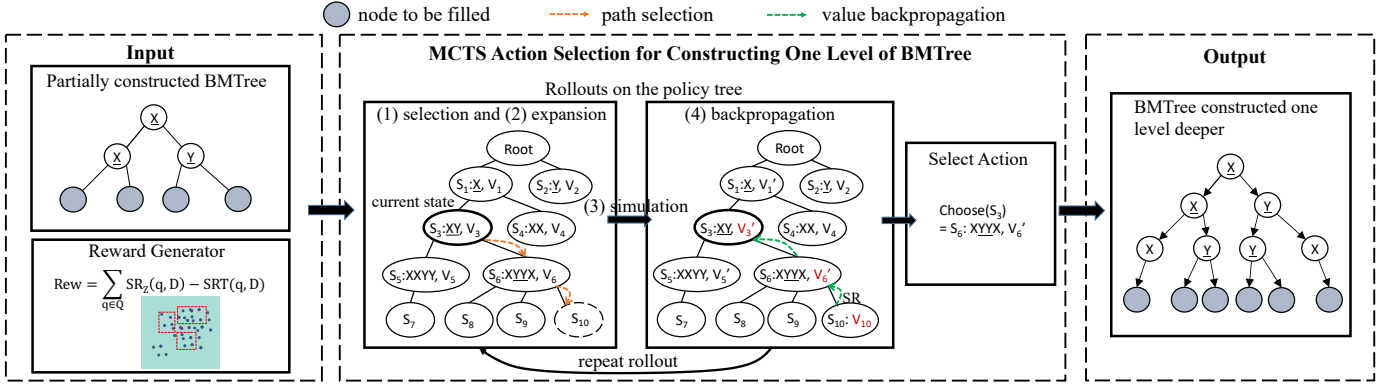 node to be filled
path selection
value backpropagation
Input
Partially constructed BMTree
X
X
Y
Reward Generator
Rew = ∑ SR_Z(q, D) − SRT(q, D)
q∈Q
MCTS Action Selection for Constructing One Level of BMTree
Rollouts on the policy tree
(1) selection and (2) expansion
Root
S₁:X, V₁
S₂:Y, V₂
current state
S₃:XY, V₃
S₄:XX, V₄
S₅:XXYY, V₅
S₆:XYYX, V₆
S₇
S₈
S₉
S₁₀
(3) simulation
(4) backpropagation
Root
S₁:X, V₁′
S₂:Y, V₂
S₃:XY, V₃′
S₄:XX, V₄
S₅:XXYY, V₅′
S₆:XYYX, V₆′
SR
S₇
S₈
S₉
S₁₀: V₁₀
repeat rollout
Select Action
Choose(S₃)
= S₆: XYYX, V₆′
Output
BMTree constructed one
level deeper
X
X
Y
X
Y
Y
X